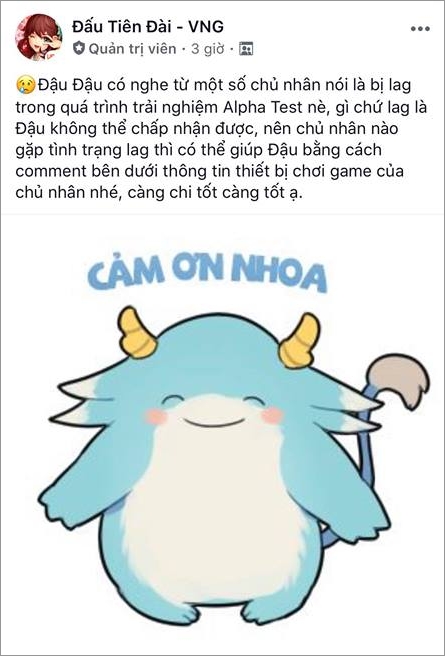 Đấu Tiên Đài - VNG
Quản trị viên · 3 giờ ·
Đậu Đậu có nghe từ một số chủ nhân nói là bị lag
trong quá trình trải nghiệm Alpha Test nè, gì chứ lag là
Đậu không thể chấp nhận được, nên chủ nhân nào
gặp tình trạng lag thì có thể giúp Đậu bằng cách
comment bên dưới thông tin thiết bị chơi game của
chủ nhân nhé, càng chi tốt càng tốt ạ.
CẢM ƠN NHOA